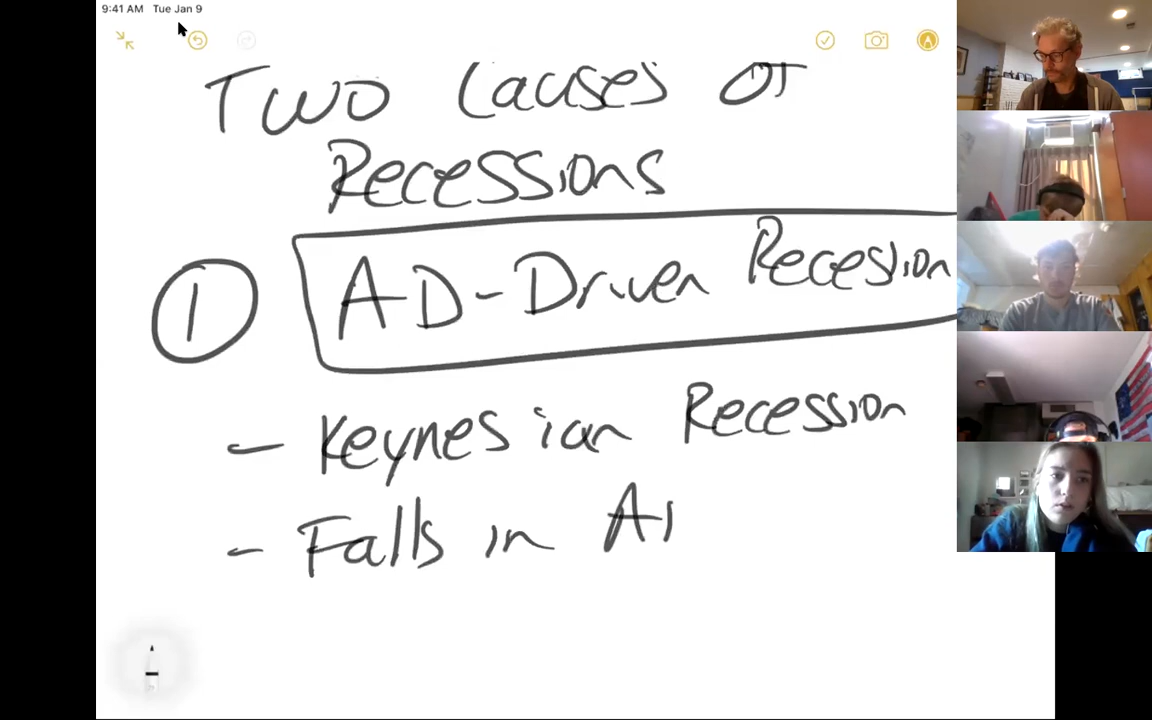 9:41 AM Tue Jan 9
Two Causes of
Recessions
1 AD-Driven Recession
- Keynesian Recession
- Falls in A